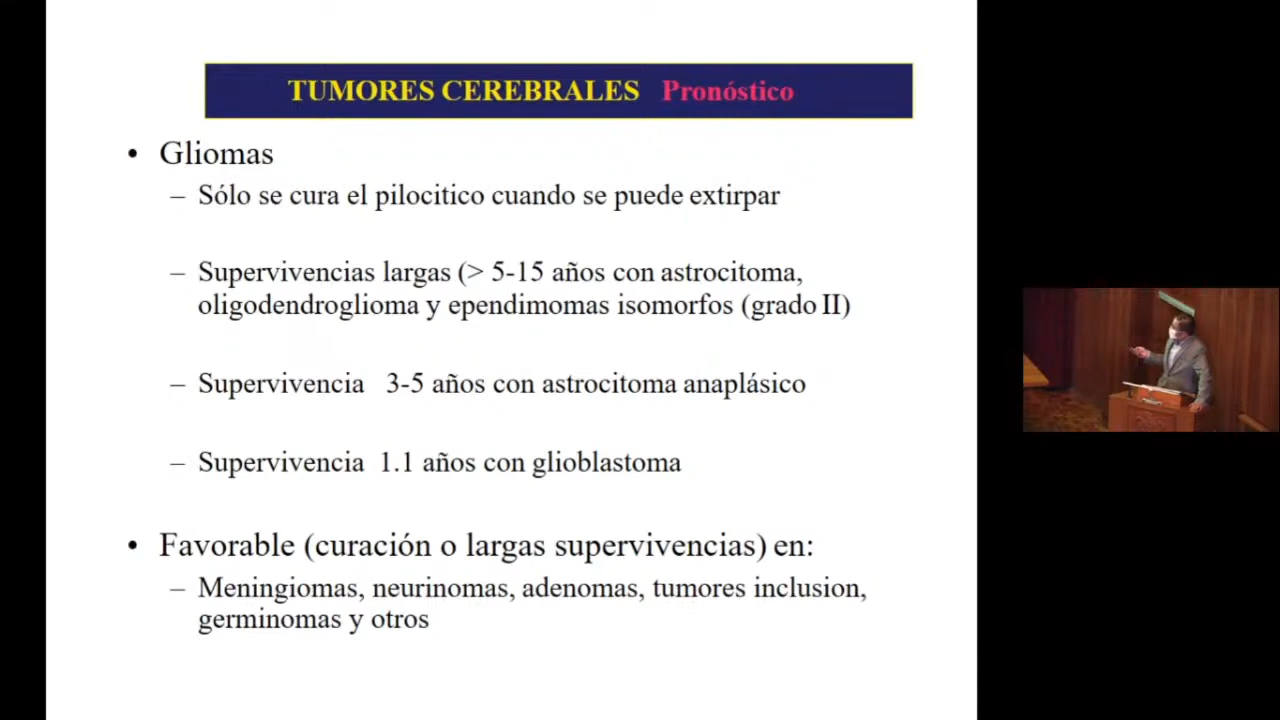 TUMORES CEREBRALES Pronóstico
• Gliomas
– Sólo se cura el pilocitico cuando se puede extirpar
– Supervivencias largas (> 5-15 años con astrocitoma,
oligodendroglioma y ependimomas isomorfos (grado II)
– Supervivencia 3-5 años con astrocitoma anaplásico
– Supervivencia 1.1 años con glioblastoma
• Favorable (curación o largas supervivencias) en:
– Meningiomas, neurinomas, adenomas, tumores inclusion,
germinomas y otros